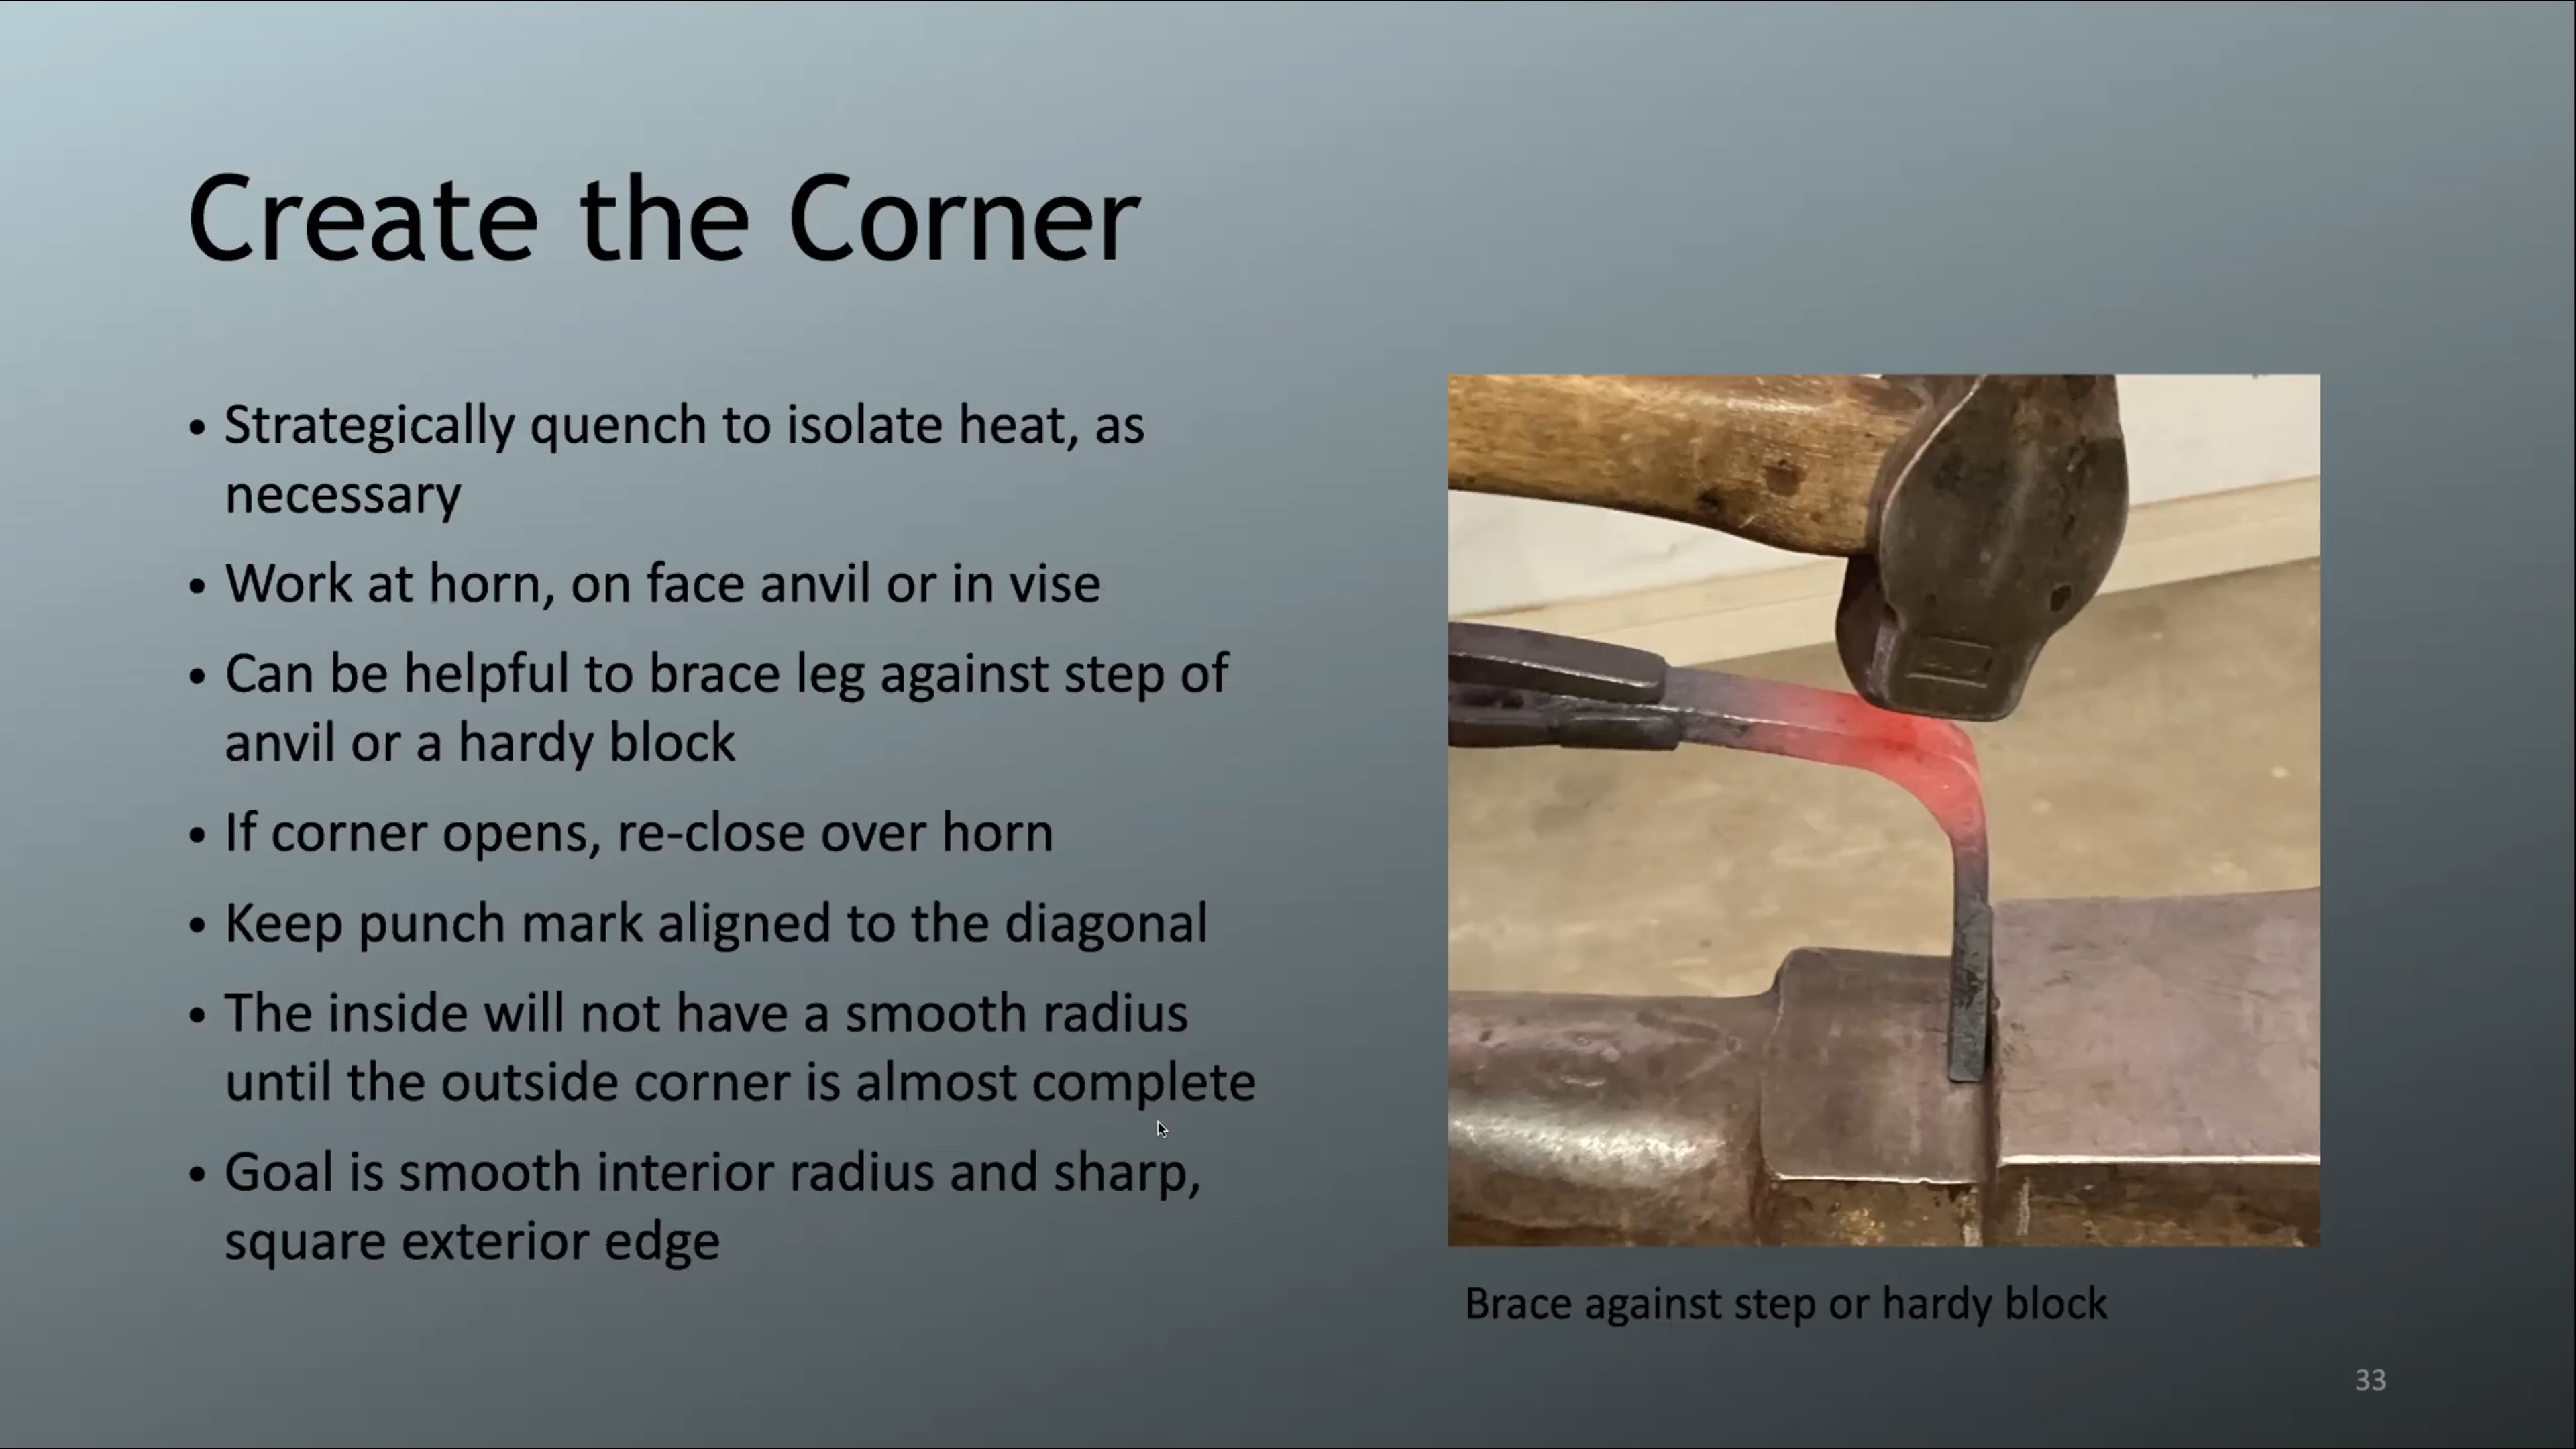 Create the Corner
• Strategically quench to isolate heat, as
necessary
• Work at horn, on face anvil or in vise
• Can be helpful to brace leg against step of
anvil or a hardy block
• If corner opens, re-close over horn
• Keep punch mark aligned to the diagonal
• The inside will not have a smooth radius
until the outside corner is almost complete
• Goal is smooth interior radius and sharp,
square exterior edge
Brace against step or hardy block
33